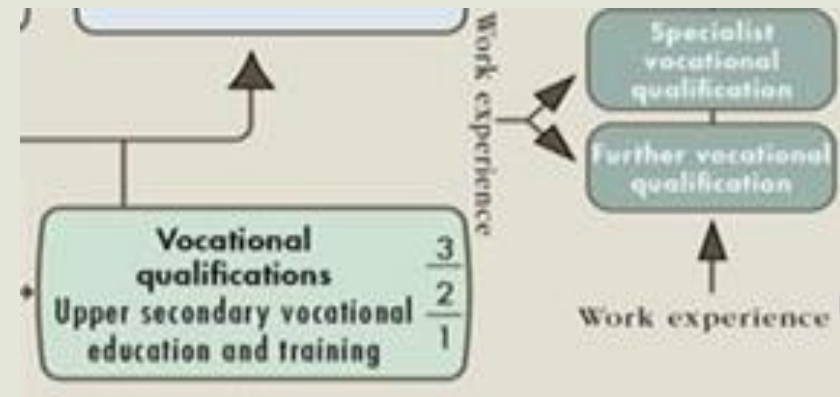 Work experience
Specialist
vocational
qualification
Further vocational
qualification
Work experience
Vocational
qualifications
Upper secondary vocational
education and training
3
2
1